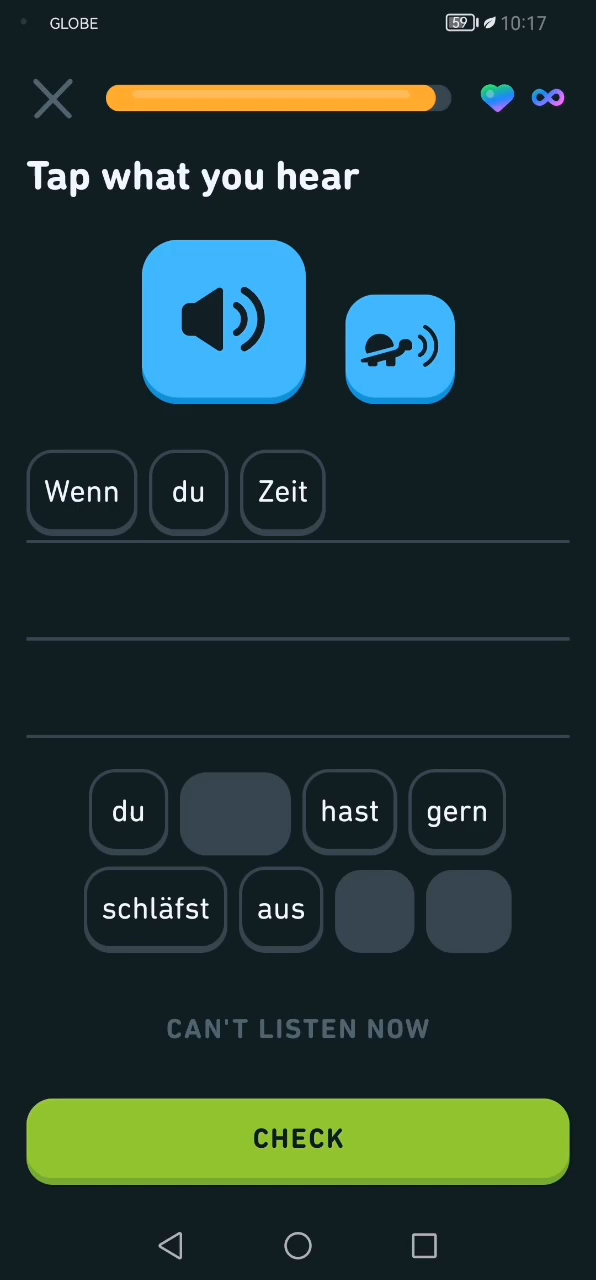 GLOBE 59 10:17
Tap what you hear
Wenn du Zeit
du hast gern
schläfst aus
CAN'T LISTEN NOW
CHECK